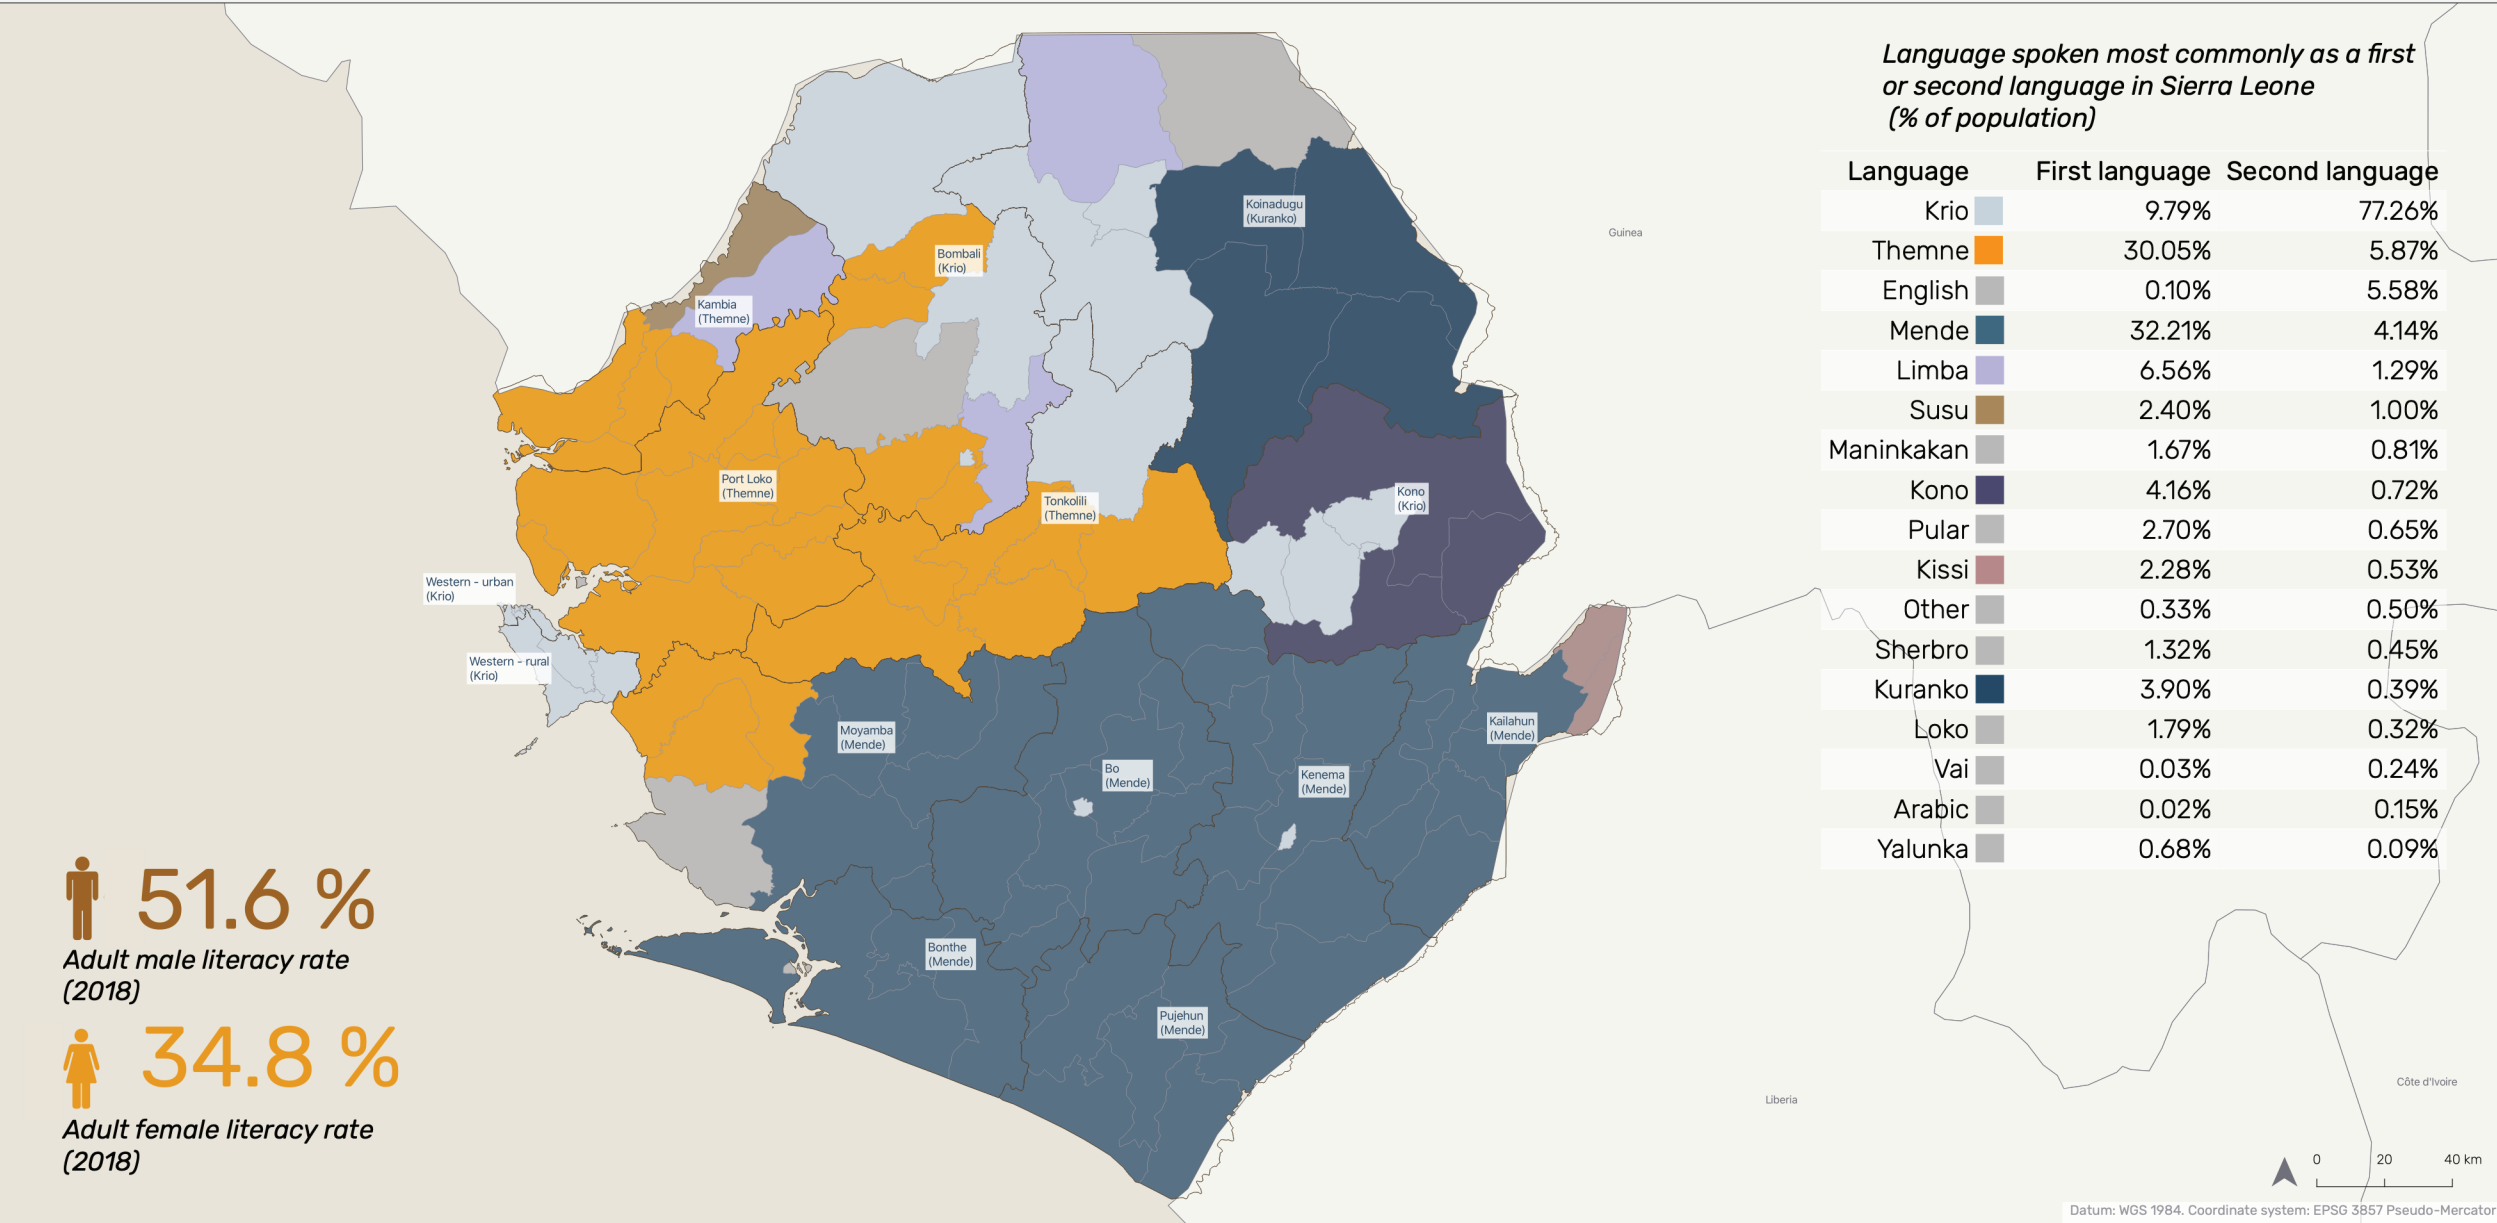 Language spoken most commonly as a first
or second language in Sierra Leone
(% of population)
Language First language Second language
Krio 9.79% 77.26%
Themne 30.05% 5.87%
English 0.10% 5.58%
Mende 32.21% 4.14%
Limba 6.56% 1.29%
Susu 2.40% 1.00%
Maninkakan 1.67% 0.81%
Kono 4.16% 0.72%
Pular 2.70% 0.65%
Kissi 2.28% 0.53%
Other 0.33% 0.50%
Sherbro 1.32% 0.45%
Kuranko 3.90% 0.39%
Loko 1.79% 0.32%
Vai 0.03% 0.24%
Arabic 0.02% 0.15%
Yalunka 0.68% 0.09%
Koinadugu
(Kuranko)
Guinea
Bombali
(Krio)
Kambia
(Themne)
Port Loko
(Themne)
Tonkolili
(Themne)
Kono
(Krio)
Western - urban
(Krio)
Western - rural
(Krio)
Moyamba
(Mende)
Bo
(Mende)
Kenema
(Mende)
Kailahun
(Mende)
Bonthe
(Mende)
Pujehun
(Mende)
Liberia
Côte d'Ivoire
51.6 %
Adult male literacy rate
(2018)
34.8 %
Adult female literacy rate
(2018)
0 20 40 km
Datum: WGS 1984. Coordinate system: EPSG 3857 Pseudo-Mercator